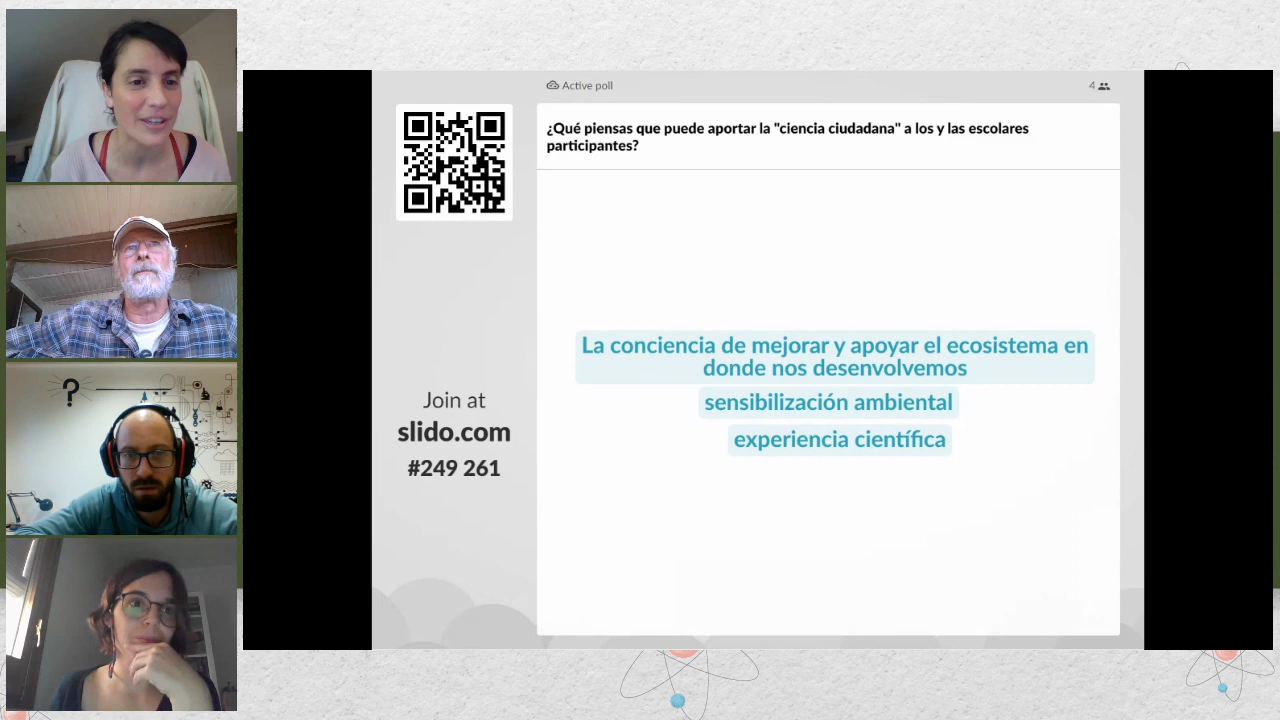 Active poll
4
¿Qué piensas que puede aportar la "ciencia ciudadana" a los y las escolares
participantes?
La conciencia de mejorar y apoyar el ecosistema en
donde nos desenvolvemos
sensibilización ambiental
experiencia científica
Join at
slido.com
#249 261
?